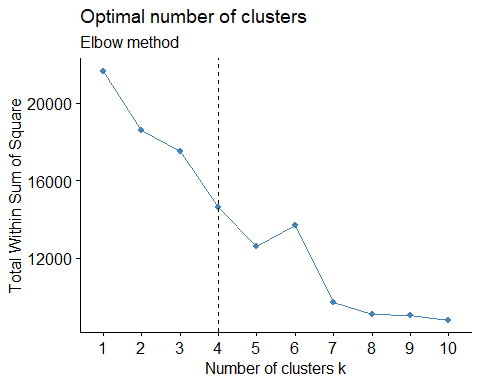 Optimal number of clusters
Elbow method
Total Within Sum of Square
20000
16000
12000
1 2 3 4 5 6 7 8 9 10
Number of clusters k